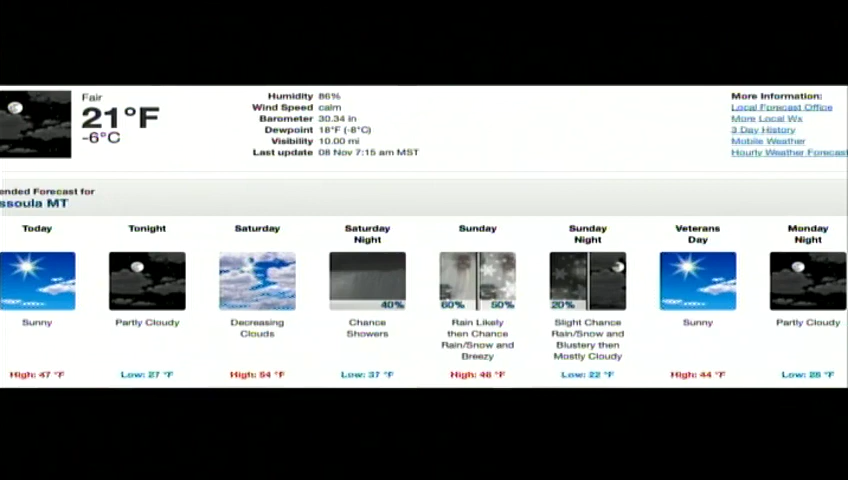 Fair
21°F
-6°C
Humidity 86%
Wind Speed calm
Barometer 30.34 in
Dewpoint 18°F (-8°C)
Visibility 10.00 mi
Last update 08 Nov 7:15 am MST
More Information:
Local Forecast Office
More Local Wx
3 Day History
Mobile Weather
Hourly Weather Forecast
ended Forecast for
ssoula MT
Today
Sunny
High: 47 °F
Tonight
Partly Cloudy
Low: 27 °F
Saturday
Decreasing
Clouds
High: 54 °F
Saturday
Night
40%
Chance
Showers
Low: 37 °F
Sunday
60% 50%
Rain Likely
then Chance
Rain/Snow and
Breezy
High: 46 °F
Sunday
Night
20%
Slight Chance
Rain/Snow and
Blustery then
Mostly Cloudy
Low: 22 °F
Veterans
Day
Sunny
High: 44 °F
Monday
Night
Partly Cloudy
Low: 28 °F